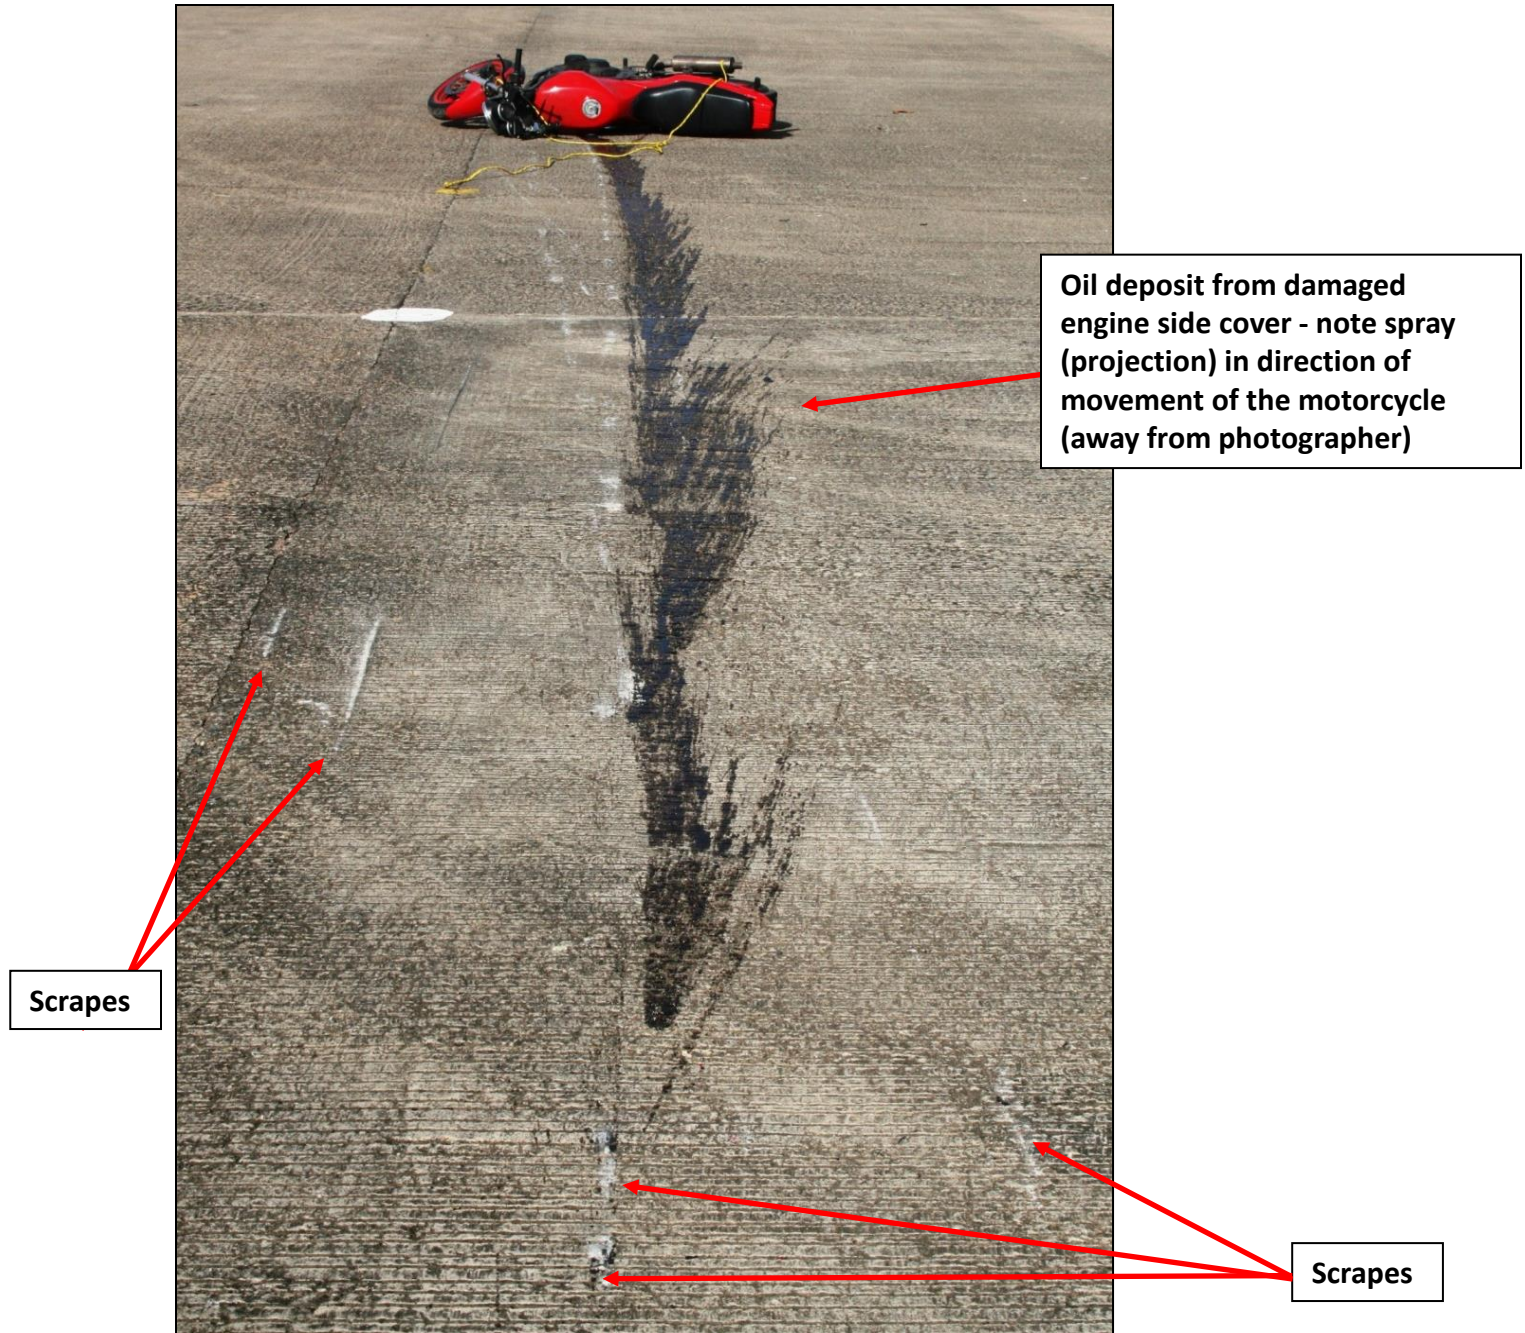 Oil deposit from damaged
engine side cover - note spray
(projection) in direction of
movement of the motorcycle
(away from photographer)
Scrapes
Scrapes